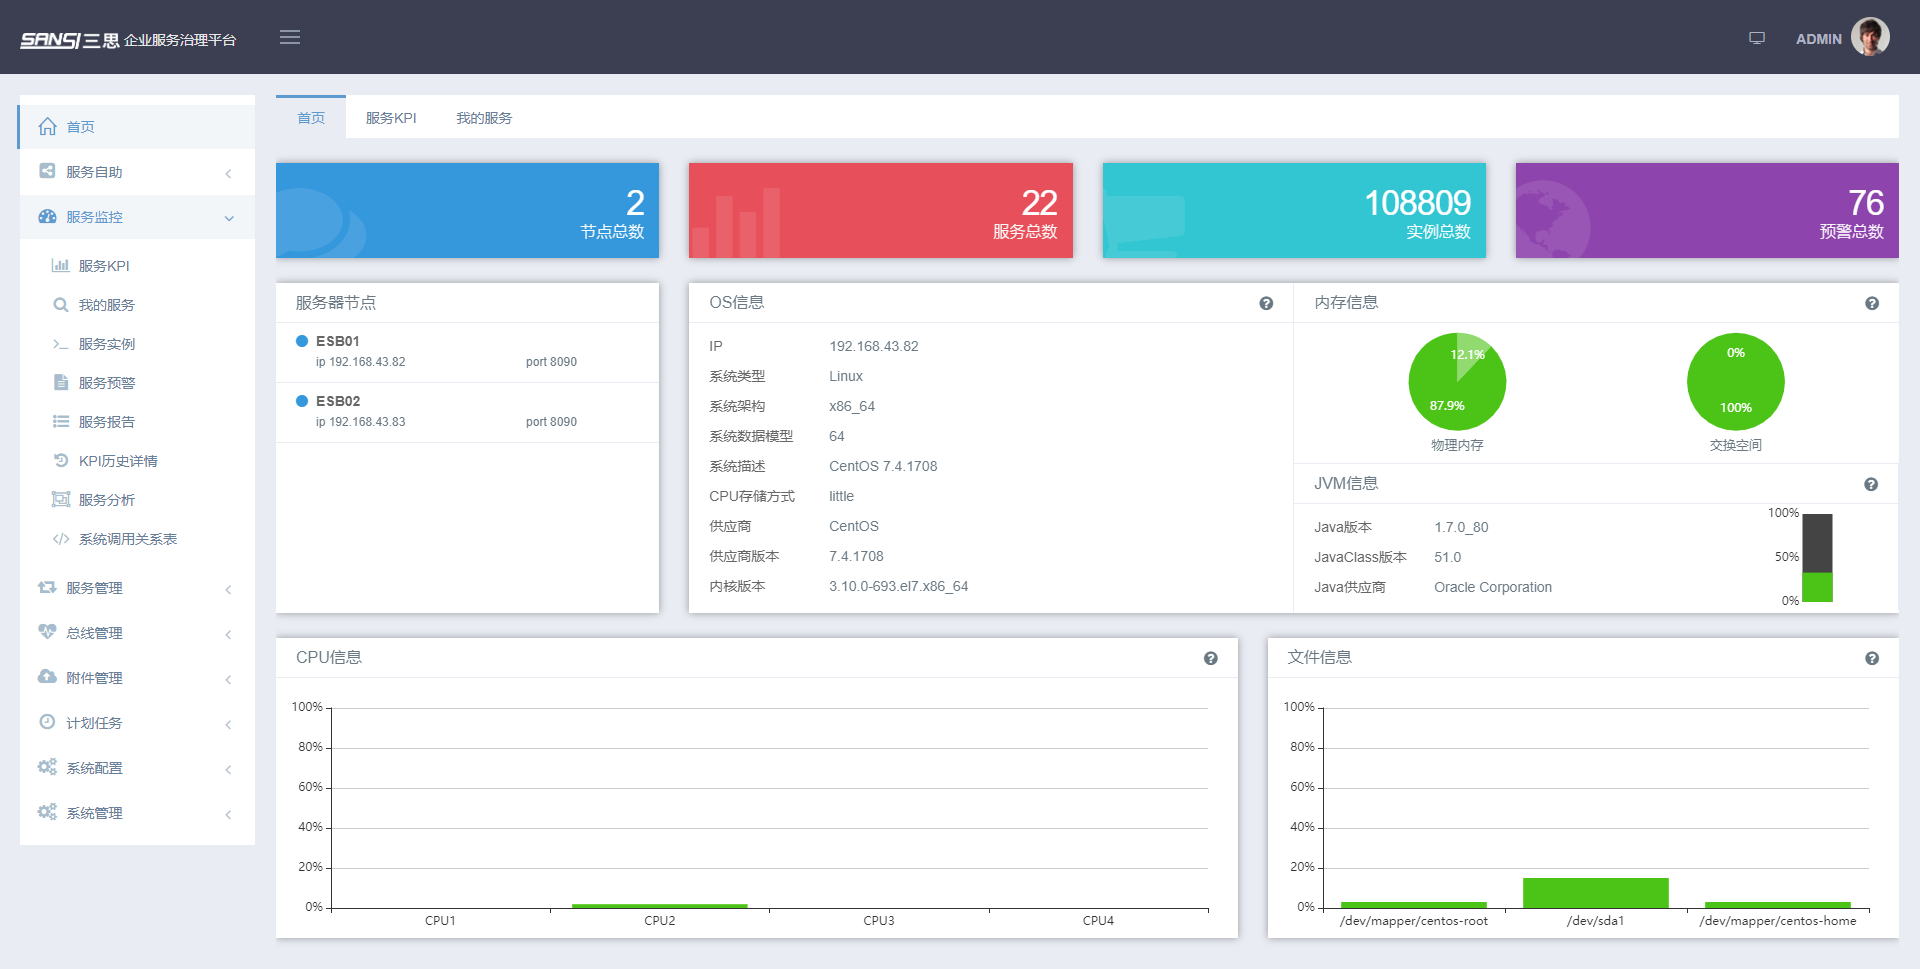 SANSI三思 企业服务治理平台
ADMIN
首页
服务自助
服务监控
服务KPI
我的服务
服务实例
服务预警
服务报告
KPI历史详情
服务分析
系统调用关系表
服务管理
总线管理
附件管理
计划任务
系统配置
系统管理
首页 服务KPI 我的服务
2
节点总数
22
服务总数
108809
实例总数
76
预警总数
服务器节点
ESB01
ip 192.168.43.82 port 8090
ESB02
ip 192.168.43.83 port 8090
OS信息
IP 192.168.43.82
系统类型 Linux
系统架构 x86_64
系统数据模型 64
系统描述 CentOS 7.4.1708
CPU存储方式 little
供应商 CentOS
供应商版本 7.4.1708
内核版本 3.10.0-693.el7.x86_64
内存信息
12.1%
87.9%
物理内存
0%
100%
交换空间
JVM信息
Java版本 1.7.0_80
JavaClass版本 51.0
Java供应商 Oracle Corporation
100%
50%
0%
CPU信息
100%
80%
60%
40%
20%
0%
CPU1 CPU2 CPU3 CPU4
文件信息
100%
80%
60%
40%
20%
0%
/dev/mapper/centos-root /dev/sda1 /dev/mapper/centos-home